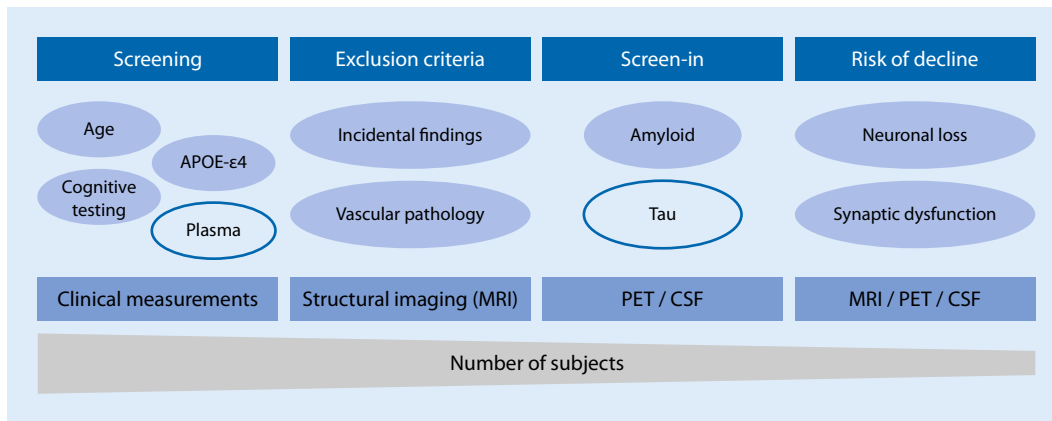 Screening
Exclusion criteria
Screen-in
Risk of decline
Age
APOE-ε4
Cognitive
testing
Plasma
Incidental findings
Vascular pathology
Amyloid
Tau
Neuronal loss
Synaptic dysfunction
Clinical measurements
Structural imaging (MRI)
PET / CSF
MRI / PET / CSF
Number of subjects